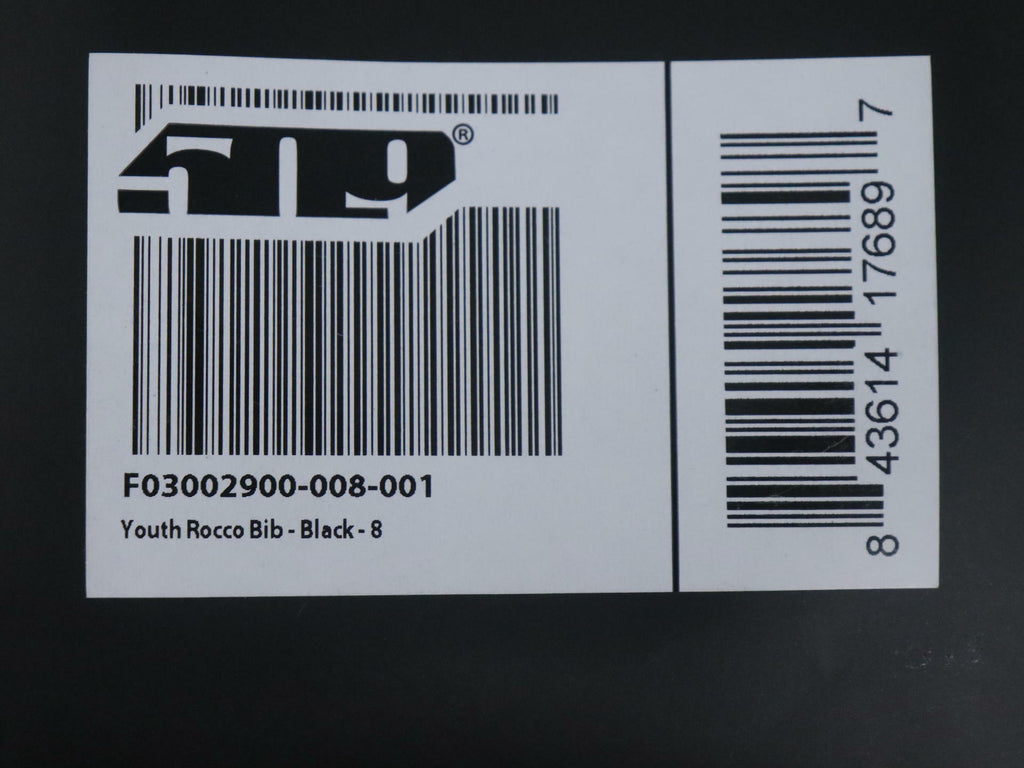 509®
F03002900-008-001
Youth Rocco Bib - Black - 8
8 43614 17689 7